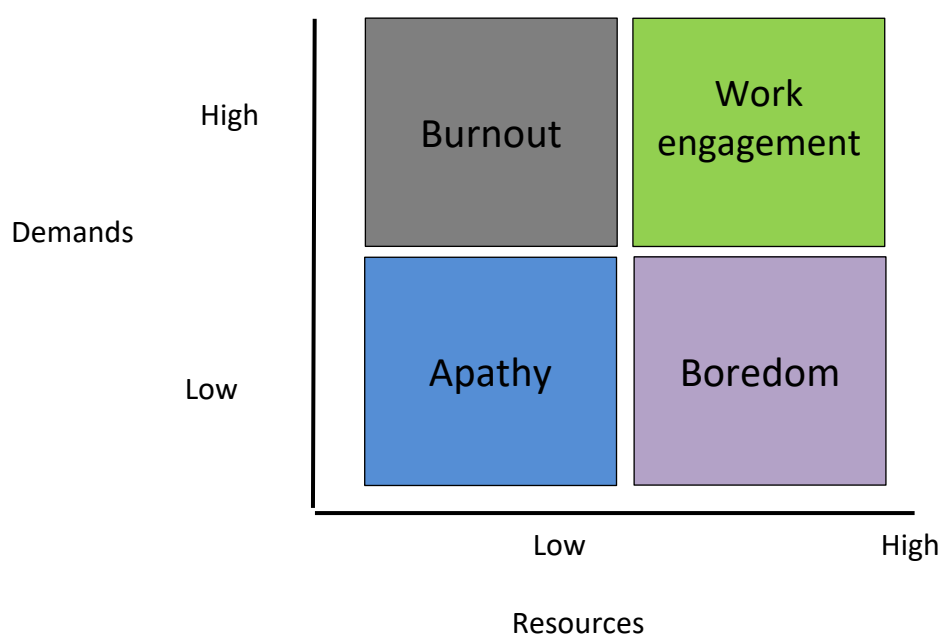 High
Burnout
Work
engagement
Demands
Low
Apathy
Boredom
Low
High
Resources